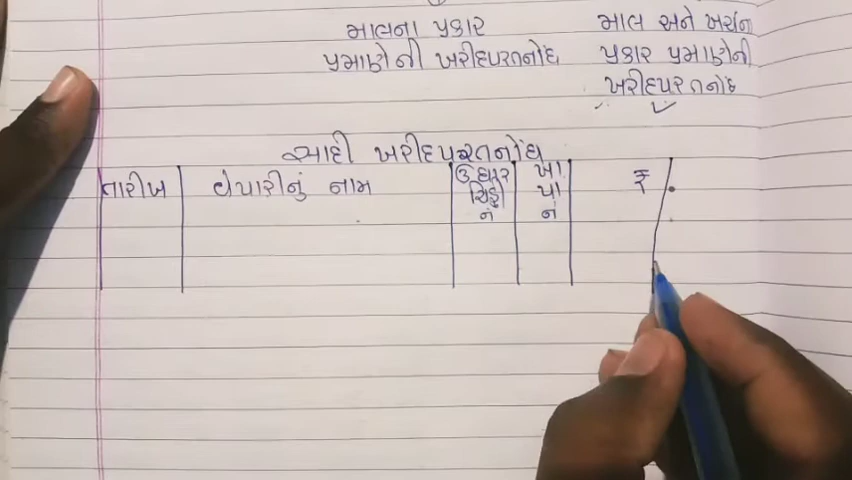 માલના પ્રકાર
પ્રમાણેની ખરીદપરતનોંધ
માલ અને ખર્ચના
પ્રકાર પ્રમાણેની
ખરીદપરતનોંધ
સાદી ખરીદપરતનોંધ
તારીખ
વેપારીનું નામ
ઉધાર
ચિઠ્ઠી
નં
ખા
પા
નં
₹